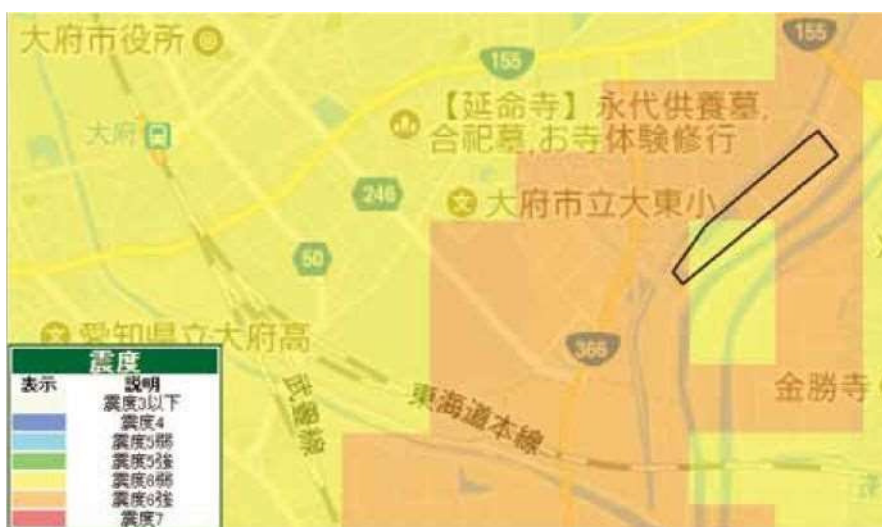 大府市役所
155
155
【延命寺】永代供養墓,
合祀墓,お寺体験修行
大府
246
大府市立大東小
50
愛知県立大府高
366
金勝寺
武豊線
東海道本線
震度
表示 説明
震度3以下
震度4
震度5弱
震度5強
震度6弱
震度6強
震度7